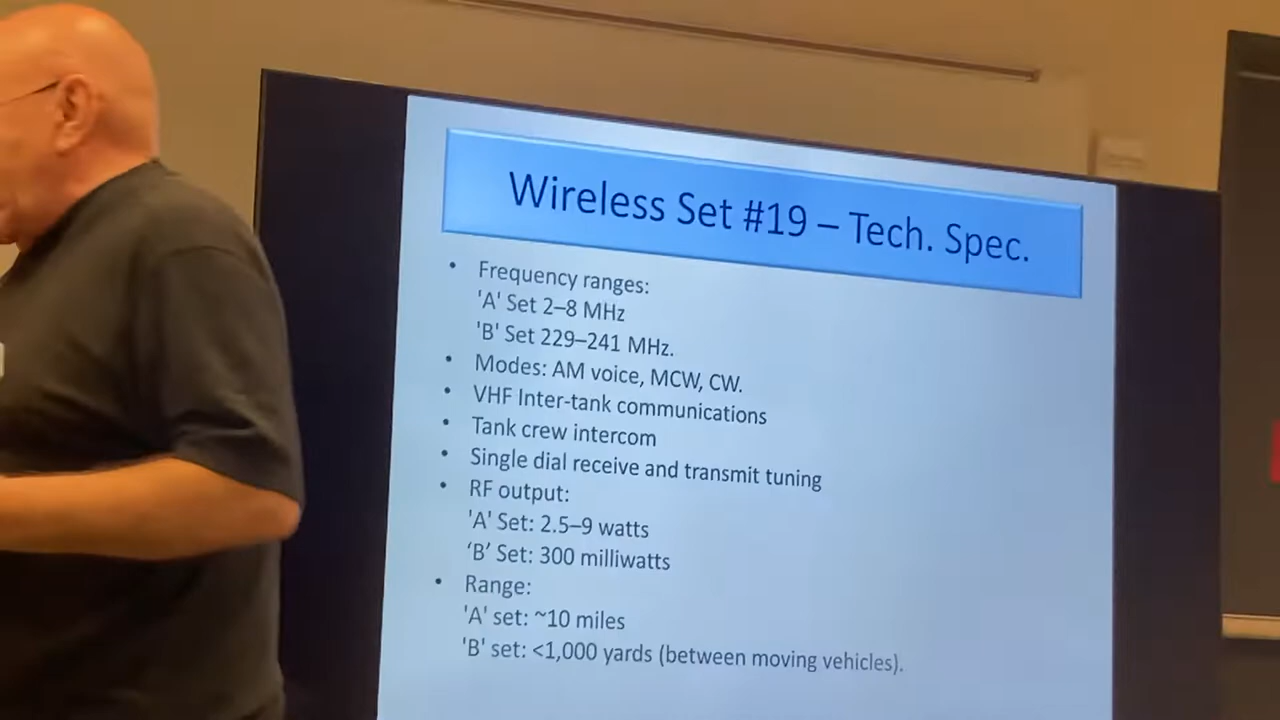 Wireless Set #19 – Tech. Spec.
• Frequency ranges:
'A' Set 2–8 MHz
'B' Set 229–241 MHz.
• Modes: AM voice, MCW, CW.
• VHF Inter-tank communications
• Tank crew intercom
• Single dial receive and transmit tuning
• RF output:
'A' Set: 2.5–9 watts
‘B’ Set: 300 milliwatts
• Range:
'A' set: ~10 miles
'B' set: <1,000 yards (between moving vehicles).